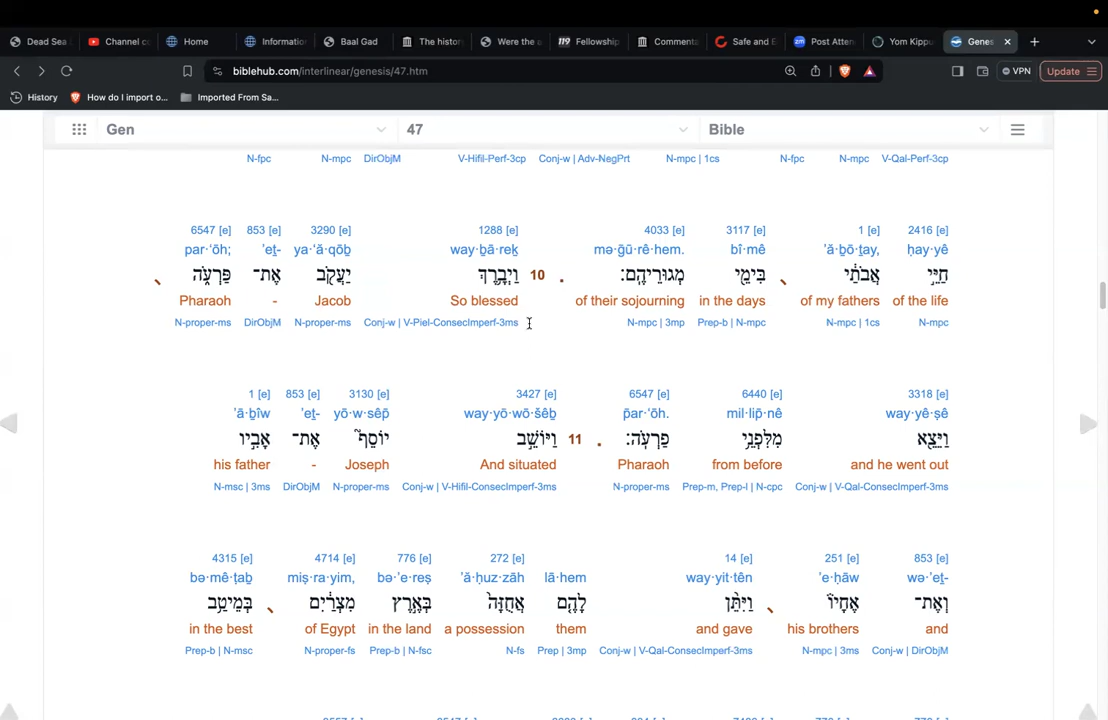 Dead Sea
Channel c
Home
Information
Baal Gad
The histor
Were the
119 Fellowship
Comment
Safe and E
Post Atten
Yom Kippu
Genes
biblehub.com/interlinear/genesis/47.htm
VPN
Update
History
How do I import o...
Imported From Sa...
Gen
47
Bible
N-fpc N-mpc DirObjM V-Hifil-Perf-3cp Conj-w | Adv-NegPrt N-mpc | 1cs N-fpc N-mpc V-Qal-Perf-3cp
6547 [e] 853 [e] 3290 [e] 1288 [e] 4033 [e] 3117 [e] 1 [e] 2416 [e]
par·‘ōh; ’eṯ- ya·‘ă·qōḇ way·ḇā·reḵ mə·ḡū·rê·hem. bî·mê ’ă·ḇō·ṯay, ḥay·yê
חַיֵּי֙ אֲבֹתַ֔י ، בִּימֵ֖י מְגוּרֵיהֶֽם׃ . 10 וַיְבָ֥רֶךְ יַעֲקֹ֖ב אֶת־ פַּרְעֹ֑ה ،
Pharaoh - Jacob So blessed of their sojourning in the days of my fathers of the life
N-proper-ms DirObjM N-proper-ms Conj-w | V-Piel-ConsecImperf-3ms N-mpc | 3mp Prep-b | N-mpc N-mpc | 1cs N-mpc
1 [e] 853 [e] 3130 [e] 3427 [e] 6547 [e] 6440 [e] 3318 [e]
’ā·ḇîw ’eṯ- yō·w·sêp̄ way·yō·wō·šêḇ p̄ar·‘ōh. mil·lip̄·nê way·yê·ṣê
וַיֵּצֵ֖א מִלִּפְנֵ֥י פַרְעֹֽה׃ . 11 וַיּוֹשֵ֣ב יוֹסֵף֮ אֶת־ אָבִ֣יו
his father - Joseph And situated Pharaoh from before and he went out
N-msc | 3ms DirObjM N-proper-ms Conj-w | V-Hifil-ConsecImperf-3ms N-proper-ms Prep-m, Prep-l | N-cpc Conj-w | V-Qal-ConsecImperf-3ms
4315 [e] 4714 [e] 776 [e] 272 [e] 14 [e] 251 [e] 853 [e]
bə·mê·ṭaḇ miṣ·ra·yim, bə·’e·reṣ ’ă·ḥuz·zāh lā·hem way·yit·tên ’e·ḥāw wə·’eṯ-
וְאֶת־ אֶחָיו֒ ، וַיִּתֵּ֨ן לָהֶ֤ם אֲחֻזָּה֙ בְּאֶ֣רֶץ מִצְרַ֔יִם ، בְּמֵיטַ֥ב
in the best of Egypt in the land a possession them and gave his brothers and
Prep-b | N-msc N-proper-fs Prep-b | N-fsc N-fs Prep | 3mp Conj-w | V-Qal-ConsecImperf-3ms N-mpc | 3ms Conj-w | DirObjM